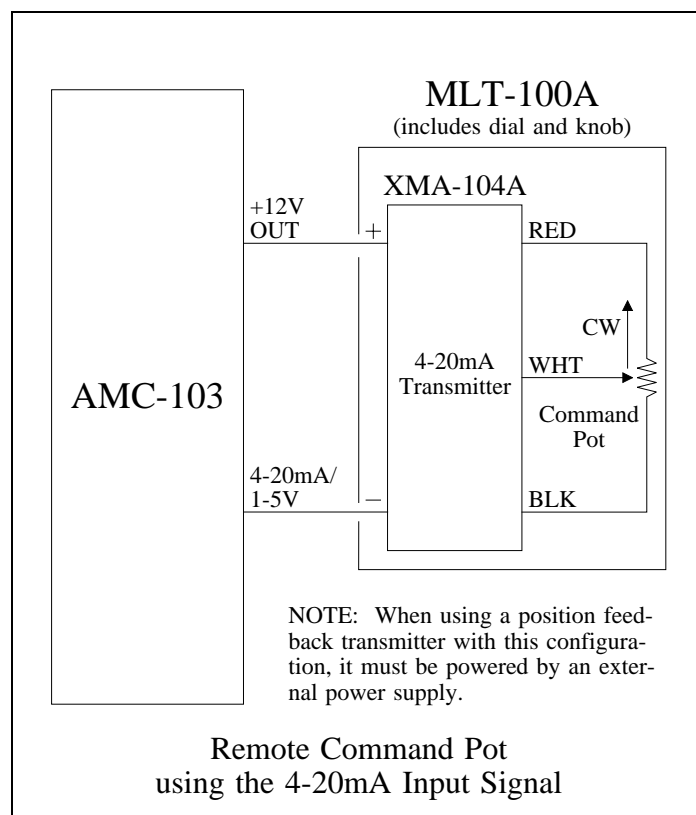 MLT-100A
(includes dial and knob)
XMA-104A
+12V
OUT
+
RED
CW
4-20mA
Transmitter
WHT
AMC-103
Command
Pot
4-20mA/
1-5V
−
BLK
NOTE: When using a position feed-
back transmitter with this configura-
tion, it must be powered by an exter-
nal power supply.
Remote Command Pot
using the 4-20mA Input Signal